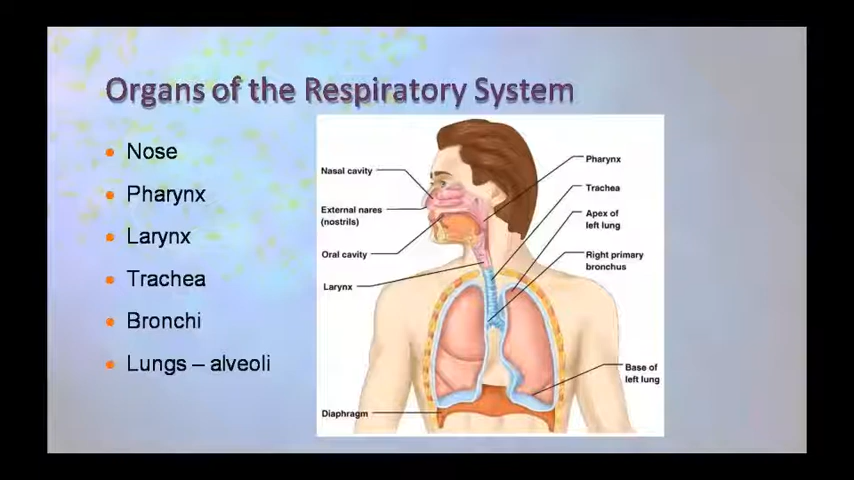 Organs of the Respiratory System
• Nose
• Pharynx
• Larynx
• Trachea
• Bronchi
• Lungs – alveoli
Nasal cavity
External nares
(nostrils)
Oral cavity
Larynx
Diaphragm
Pharynx
Trachea
Apex of
left lung
Right primary
bronchus
Base of
left lung